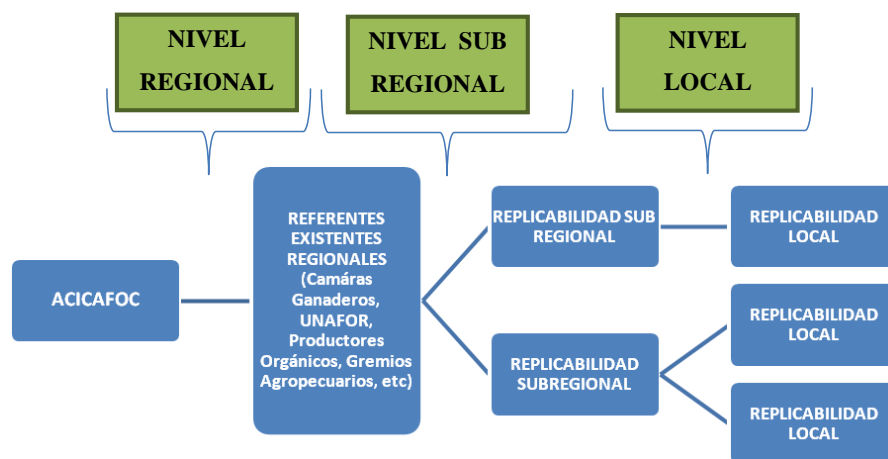 NIVEL
REGIONAL
NIVEL SUB
REGIONAL
NIVEL
LOCAL
ACICAFOC
REFERENTES
EXISTENTES
REGIONALES
(Camáras
Ganaderos,
UNAFOR,
Productores
Orgánicos, Gremios
Agropecuarios, etc)
REPLICABILIDAD SUB
REGIONAL
REPLICABILIDAD
LOCAL
REPLICABILIDAD
SUBREGIONAL
REPLICABILIDAD
LOCAL
REPLICABILIDAD
LOCAL